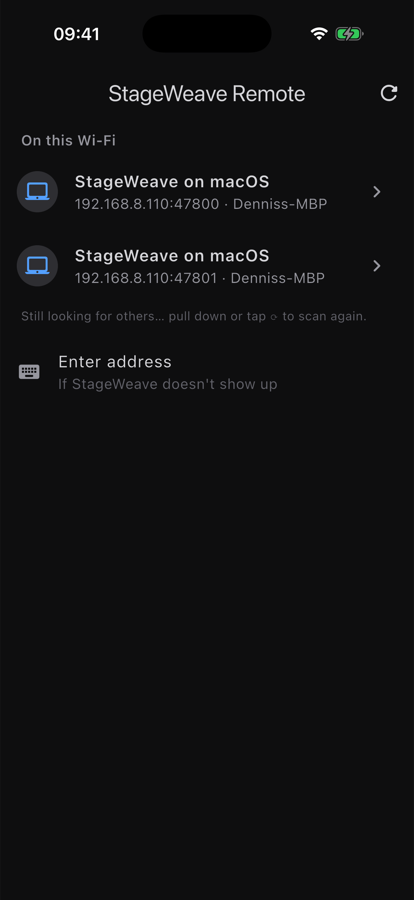 09:41
StageWeave Remote
On this Wi-Fi
StageWeave on macOS
192.168.8.110:47800 · Denniss-MBP
StageWeave on macOS
192.168.8.110:47801 · Denniss-MBP
Still looking for others… pull down or tap ⟳ to scan again.
Enter address
If StageWeave doesn't show up